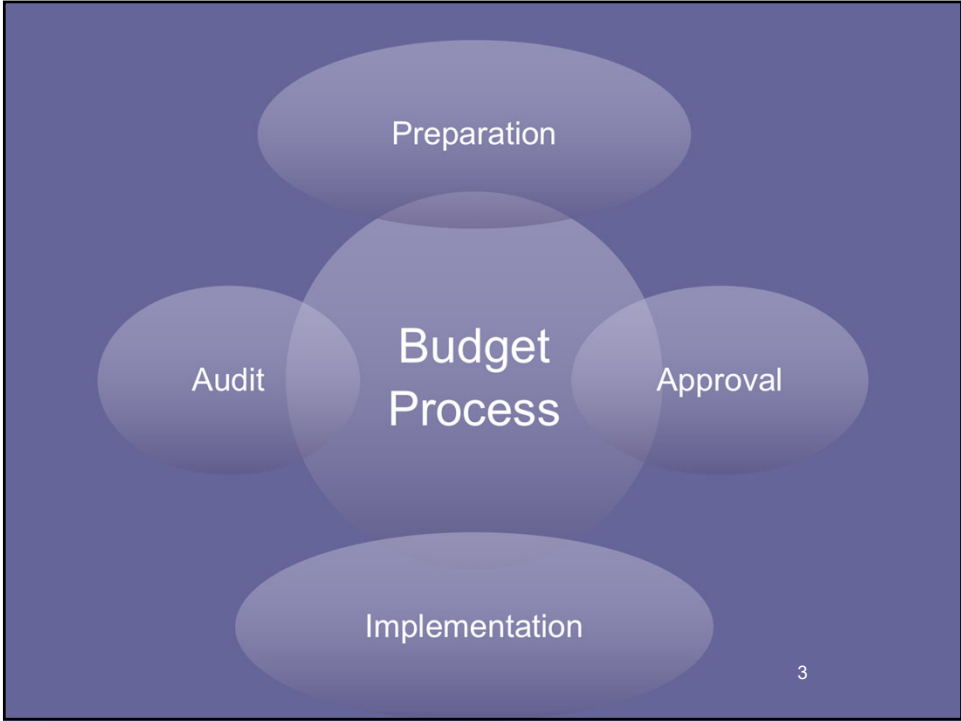 Preparation
Audit
Budget
Process
Approval
Implementation
3